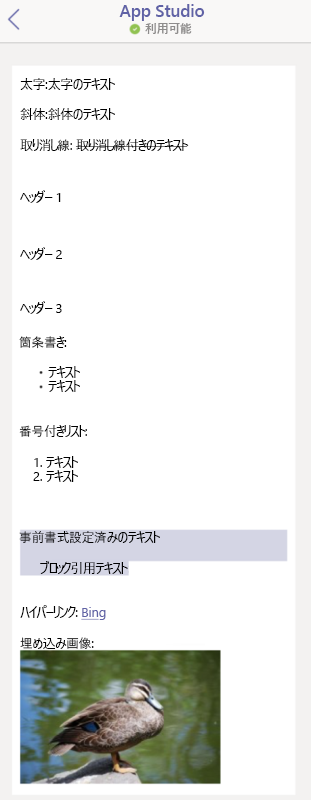 App Studio
利用可能
太字:太字のテキスト
斜体:斜体のテキスト
取り消し線: 取り消し線付きのテキスト
ヘッダー 1
ヘッダー 2
ヘッダー 3
箇条書き:
• テキスト
• テキスト
番号付きリスト:
1. テキスト
2. テキスト
事前書式設定済みのテキスト
ブロック引用テキスト
ハイパーリンク: Bing
埋め込み画像: